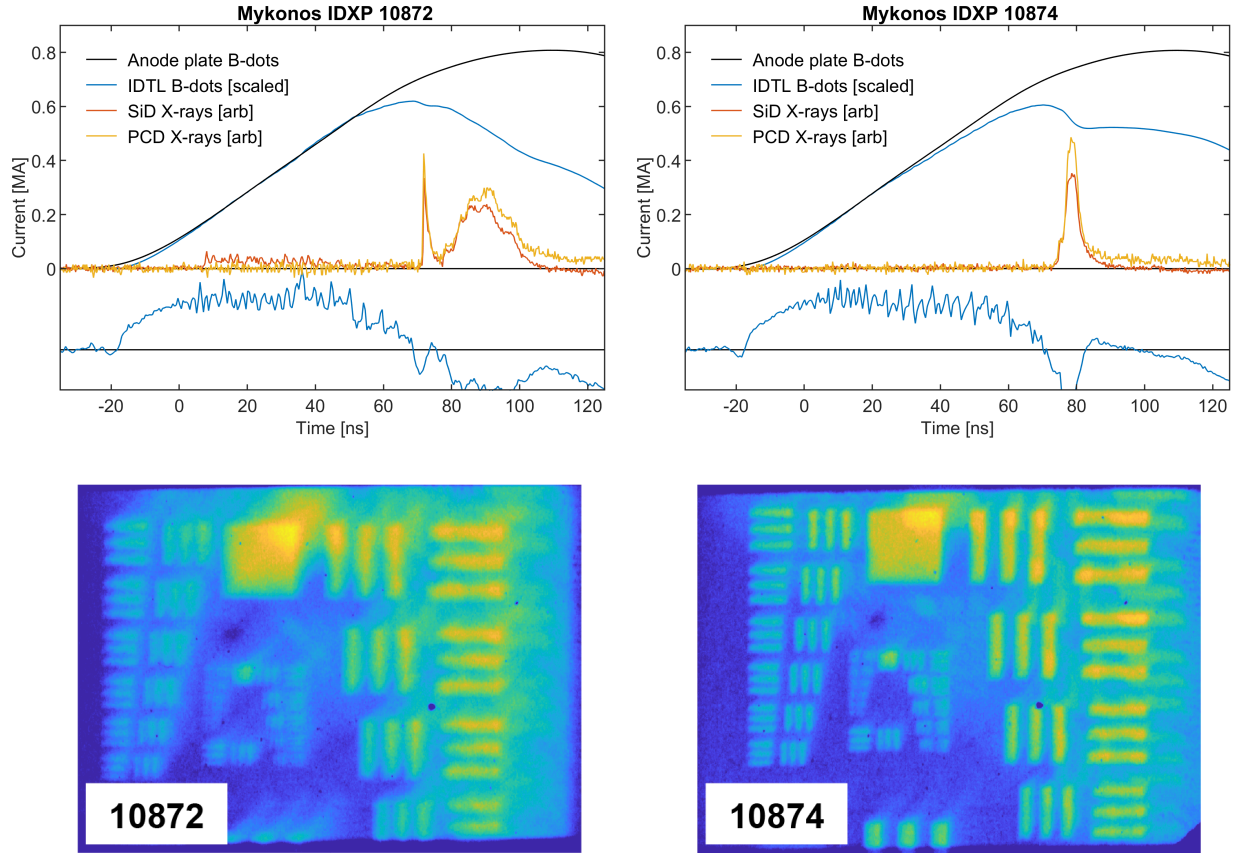 Mykonos IDXP 10872
Anode plate B-dots
IDTL B-dots [scaled]
SiD X-rays [arb]
PCD X-rays [arb]
Current [MA]
0.8
0.6
0.4
0.2
0
-20 0 20 40 60 80 100 120
Time [ns]
Mykonos IDXP 10874
Anode plate B-dots
IDTL B-dots [scaled]
SiD X-rays [arb]
PCD X-rays [arb]
Current [MA]
0.8
0.6
0.4
0.2
0
-20 0 20 40 60 80 100 120
Time [ns]
10872
10874